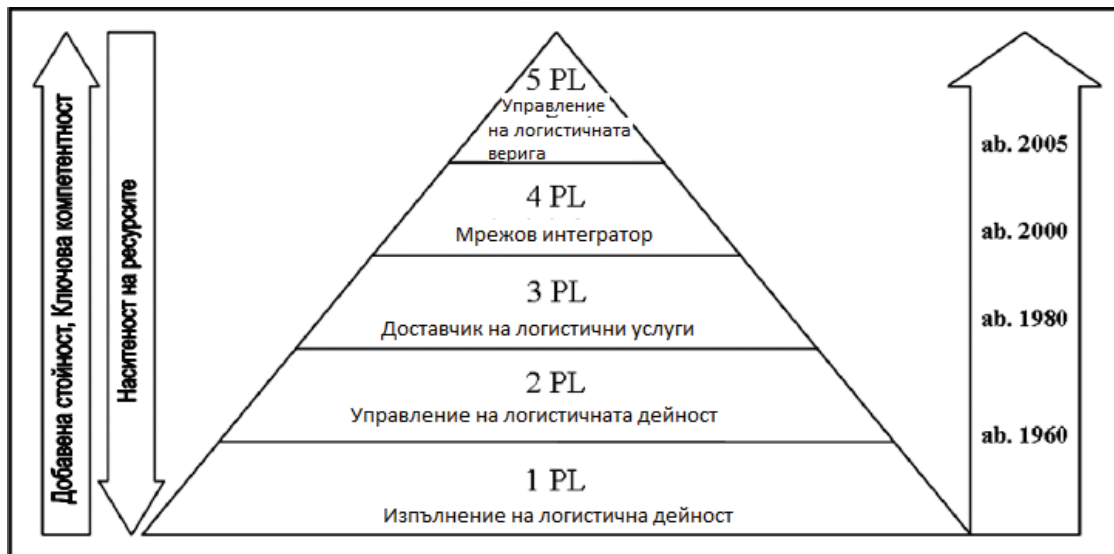 Добавена стойност, Ключова компетентност
Наситеност на ресурсите
5 PL
Управление
на логистичната
верига
4 PL
Мрежов интегратор
3 PL
Доставчик на логистични услуги
2 PL
Управление на логистичната дейност
1 PL
Изпълнение на логистична дейност
ab. 2005
ab. 2000
ab. 1980
ab. 1960